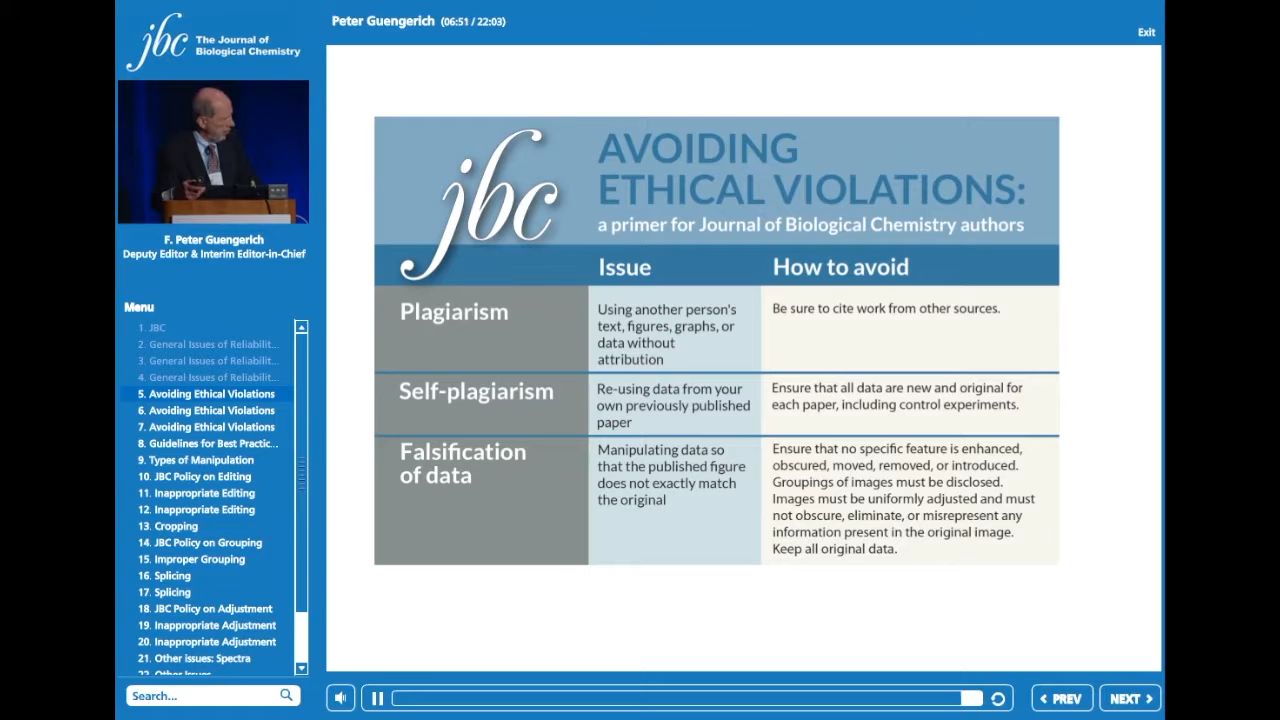 jbc The Journal of
Biological Chemistry
Peter Guengerich (06:51 / 22:03)
Exit
F. Peter Guengerich
Deputy Editor & Interim Editor-in-Chief
Menu
1. JBC
2. General Issues of Reliabilit...
3. General Issues of Reliabilit...
4. General Issues of Reliabilit...
5. Avoiding Ethical Violations
6. Avoiding Ethical Violations
7. Avoiding Ethical Violations
8. Guidelines for Best Practic...
9. Types of Manipulation
10. JBC Policy on Editing
11. Inappropriate Editing
12. Inappropriate Editing
13. Cropping
14. JBC Policy on Grouping
15. Improper Grouping
16. Splicing
17. Splicing
18. JBC Policy on Adjustment
19. Inappropriate Adjustment
20. Inappropriate Adjustment
21. Other issues: Spectra
22. Other Issues
Search...
jbc
AVOIDING
ETHICAL VIOLATIONS:
a primer for Journal of Biological Chemistry authors
Issue
How to avoid
Plagiarism
Using another person's
text, figures, graphs, or
data without
attribution
Be sure to cite work from other sources.
Self-plagiarism
Re-using data from your
own previously published
paper
Ensure that all data are new and original for
each paper, including control experiments.
Falsification
of data
Manipulating data so
that the published figure
does not exactly match
the original
Ensure that no specific feature is enhanced,
obscured, moved, removed, or introduced.
Groupings of images must be disclosed.
Images must be uniformly adjusted and must
not obscure, eliminate, or misrepresent any
information present in the original image.
Keep all original data.
PREV
NEXT